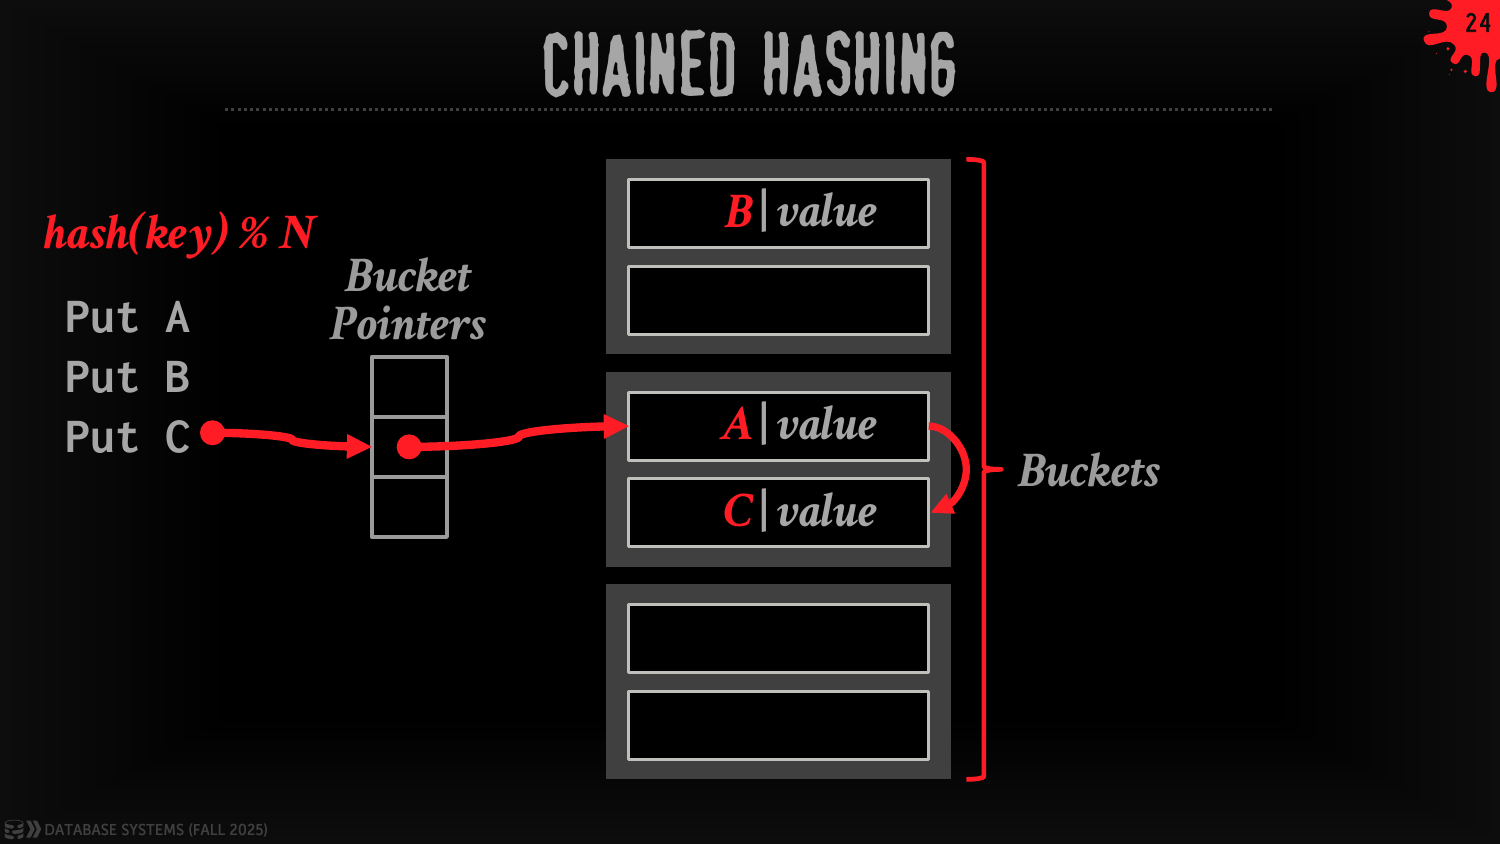 24
CHAINED HASHING
hash(key) % N
Put A
Put B
Put C
Bucket
Pointers
B|value
A|value
C|value
Buckets
DATABASE SYSTEMS (FALL 2025)